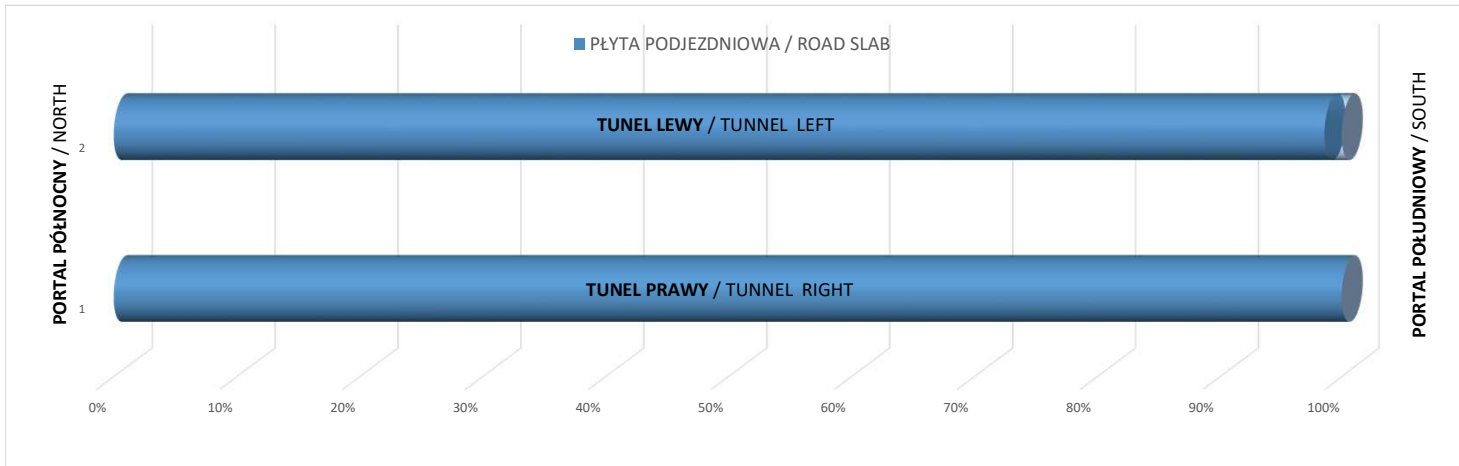 PŁYTA PODJEZDNIOWA / ROAD SLAB
PORTAL PÓŁNOCNY / NORTH
2
TUNEL LEWY / TUNNEL LEFT
1
TUNEL PRAWY / TUNNEL RIGHT
PORTAL POŁUDNIOWY / SOUTH
0% 10% 20% 30% 40% 50% 60% 70% 80% 90% 100%